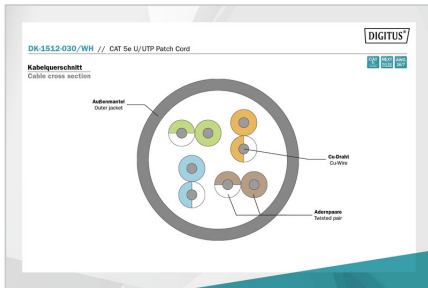 DIGITUS®
DK-1512-030/WH // CAT 5e U/UTP Patch Cord
Kabelquerschnitt
Cable cross section
Außenmantel
Outer jacket
Cu-Draht
Cu-Wire
Adernpaare
Twisted pair